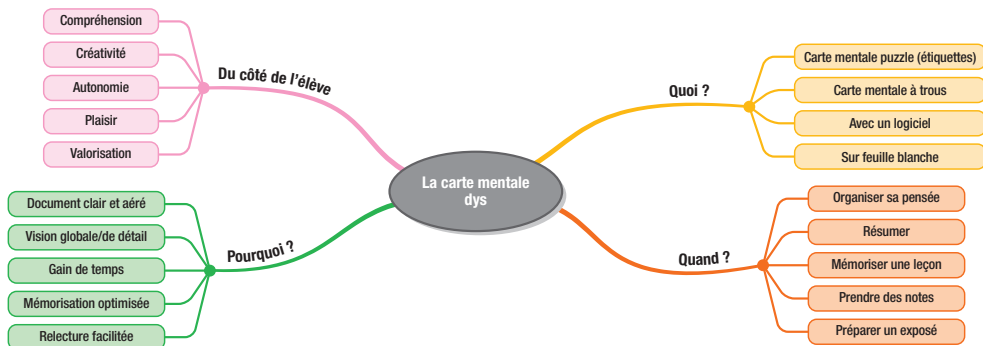 La carte mentale
dys
Du côté de l'élève
Compréhension
Créativité
Autonomie
Plaisir
Valorisation
Quoi ?
Carte mentale puzzle (étiquettes)
Carte mentale à trous
Avec un logiciel
Sur feuille blanche
Pourquoi ?
Document clair et aéré
Vision globale/de détail
Gain de temps
Mémorisation optimisée
Relecture facilitée
Quand ?
Organiser sa pensée
Résumer
Mémoriser une leçon
Prendre des notes
Préparer un exposé